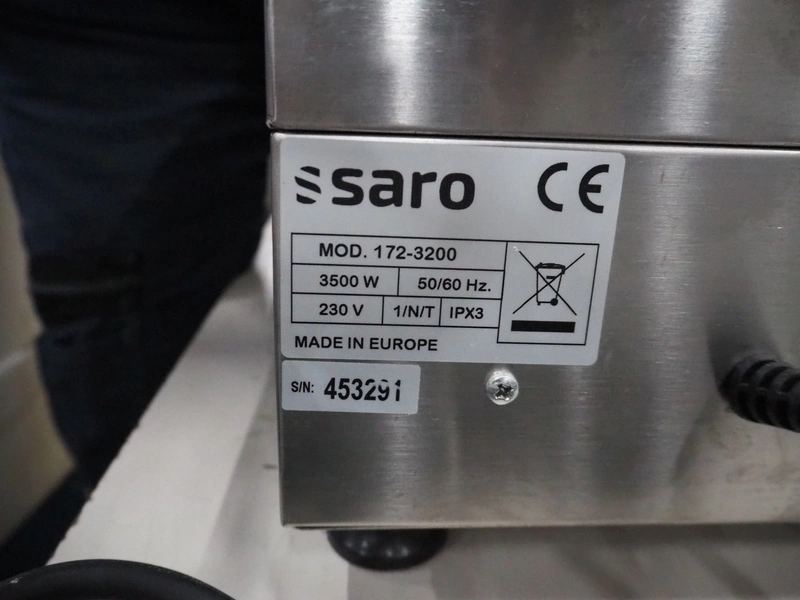 saro CE
MOD. 172-3200
3500 W 50/60 Hz.
230 V 1/N/T IPX3
MADE IN EUROPE
S/N: 453291